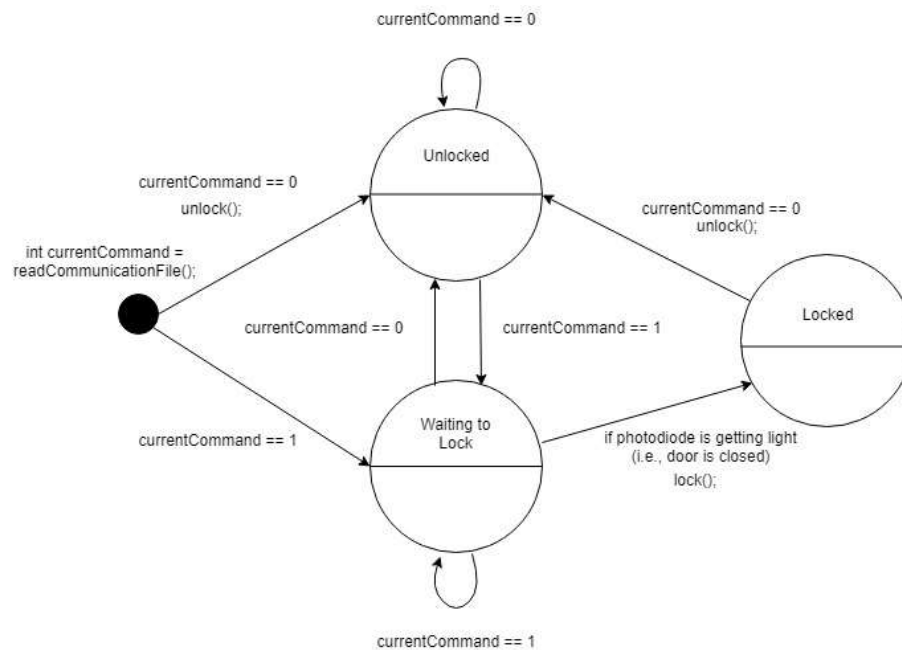 currentCommand == 0
Unlocked
currentCommand == 0
unlock();
currentCommand == 0
unlock();
int currentCommand =
readCommunicationFile();
Locked
currentCommand == 0
currentCommand == 1
Waiting to
Lock
currentCommand == 1
if photodiode is getting light
(i.e., door is closed)
lock();
currentCommand == 1